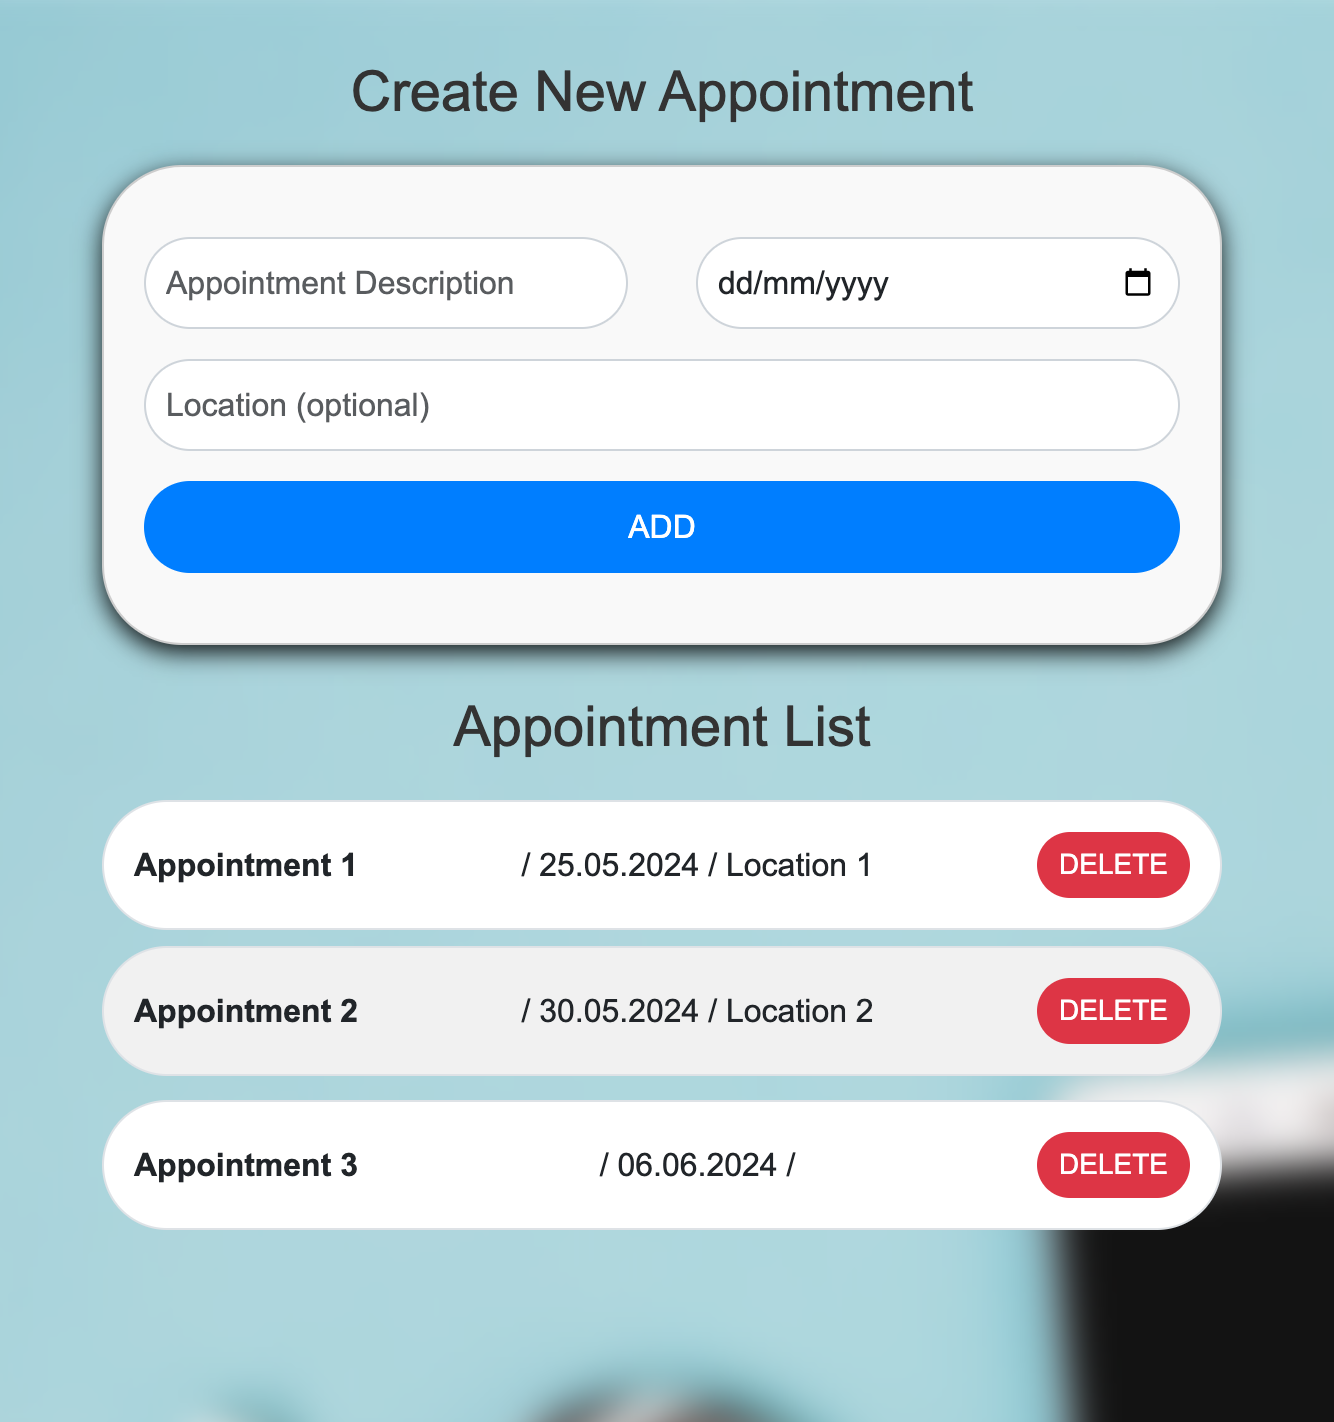 Create New Appointment
Appointment Description
dd/mm/yyyy
Location (optional)
ADD
Appointment List
Appointment 1 / 25.05.2024 / Location 1 DELETE
Appointment 2 / 30.05.2024 / Location 2 DELETE
Appointment 3 / 06.06.2024 / DELETE